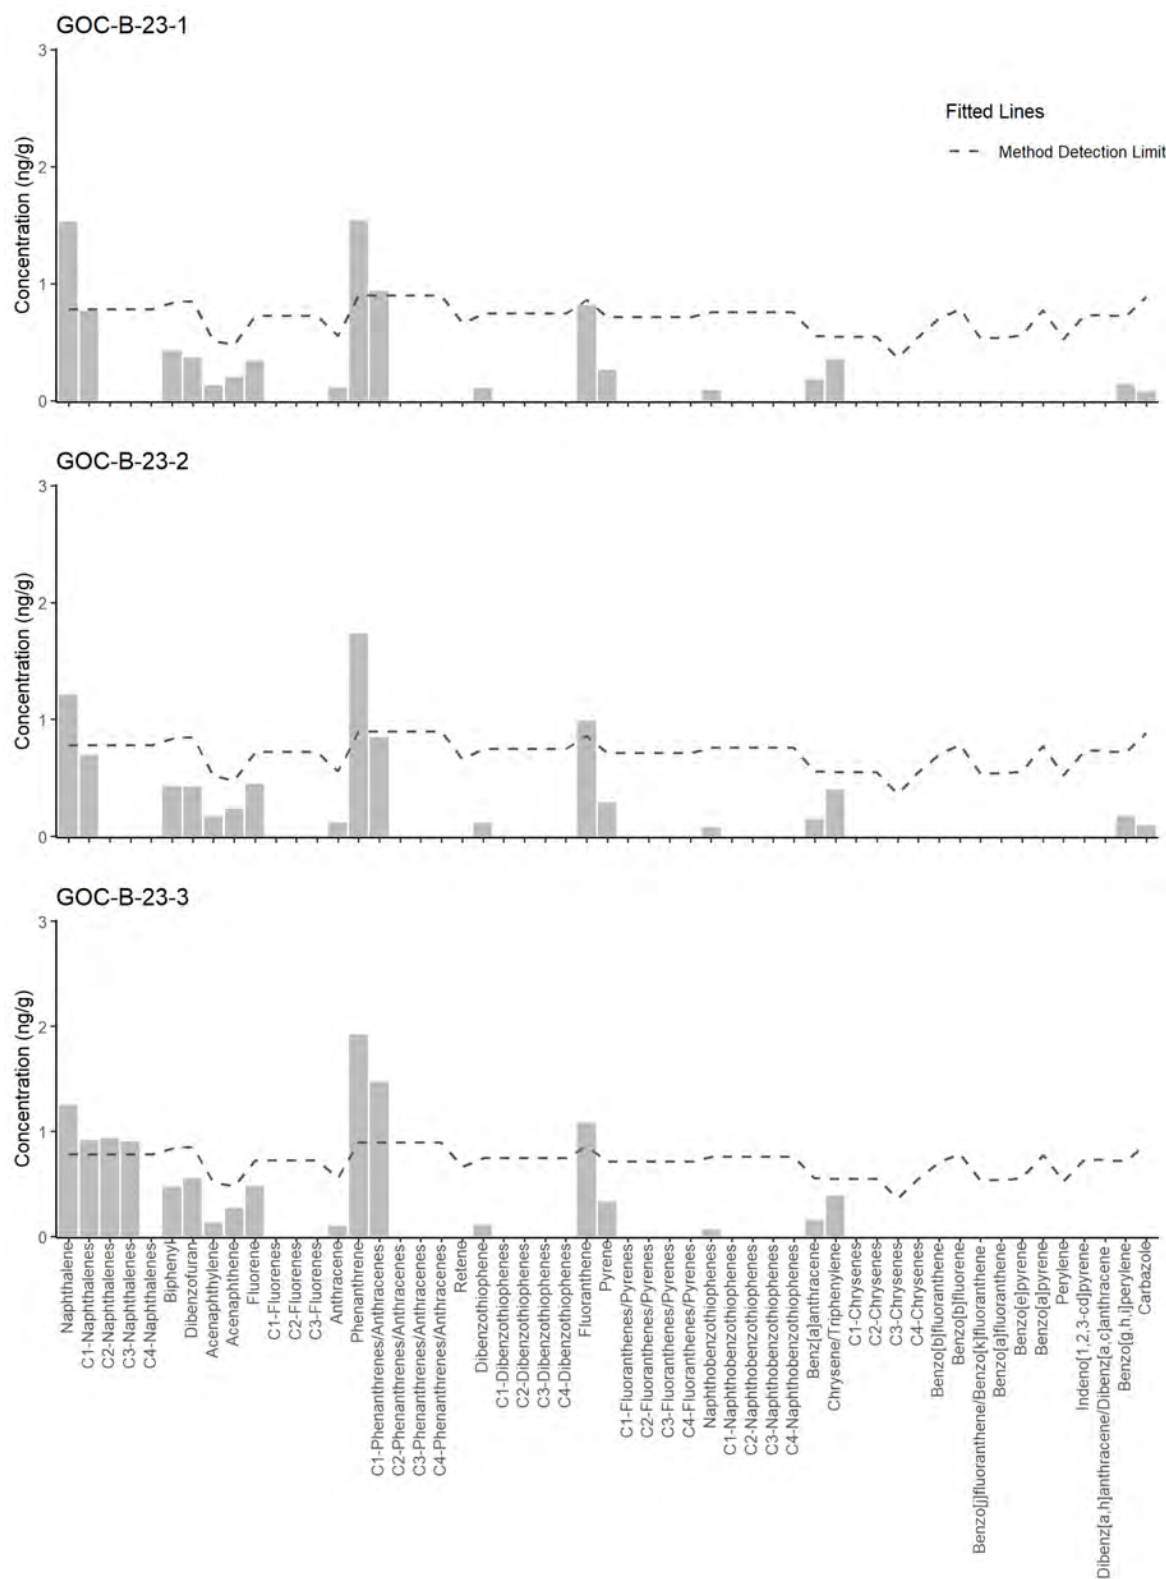 GOC-B-23-1
3
2
1
0
Concentration (ng/g)
Fitted Lines
Method Detection Limit
GOC-B-23-2
3
2
1
0
Concentration (ng/g)
GOC-B-23-3
3
2
1
0
Concentration (ng/g)
Naphthalene
C1-Naphthalenes
C2-Naphthalenes
C3-Naphthalenes
C4-Naphthalenes
Biphenyl
Dibenzofuran
Acenaphthylene
Acenaphthene
Fluorene
C1-Fluorenes
C2-Fluorenes
C3-Fluorenes
Anthracene
Phenanthrene
C1-Phenanthrenes/Anthracenes
C2-Phenanthrenes/Anthracenes
C3-Phenanthrenes/Anthracenes
C4-Phenanthrenes/Anthracenes
Retene
Dibenzothiophene
C1-Dibenzothiophenes
C2-Dibenzothiophenes
C3-Dibenzothiophenes
C4-Dibenzothiophenes
Fluoranthene
Pyrene
C1-Fluoranthenes/Pyrenes
C2-Fluoranthenes/Pyrenes
C3-Fluoranthenes/Pyrenes
C4-Fluoranthenes/Pyrenes
Naphthobenzothiophenes
C1-Naphthobenzothiophenes
C2-Naphthobenzothiophenes
C3-Naphthobenzothiophenes
C4-Naphthobenzothiophenes
Benz[a]anthracene
Chrysene/Triphenylene
C1-Chrysenes
C2-Chrysenes
C3-Chrysenes
C4-Chrysenes
Benzo[b]fluoranthene
Benzo[b]fluorene
Benzo[j]fluoranthene/Benzo[k]fluoranthene
Benzo[a]fluoranthene
Benzo[e]pyrene
Benzo[a]pyrene
Perylene
Indeno[1,2,3-cd]pyrene
Dibenz[a,h]anthracene/Dibenz[a,c]anthracene
Benzo[g,h,i]perylene
Carbazole